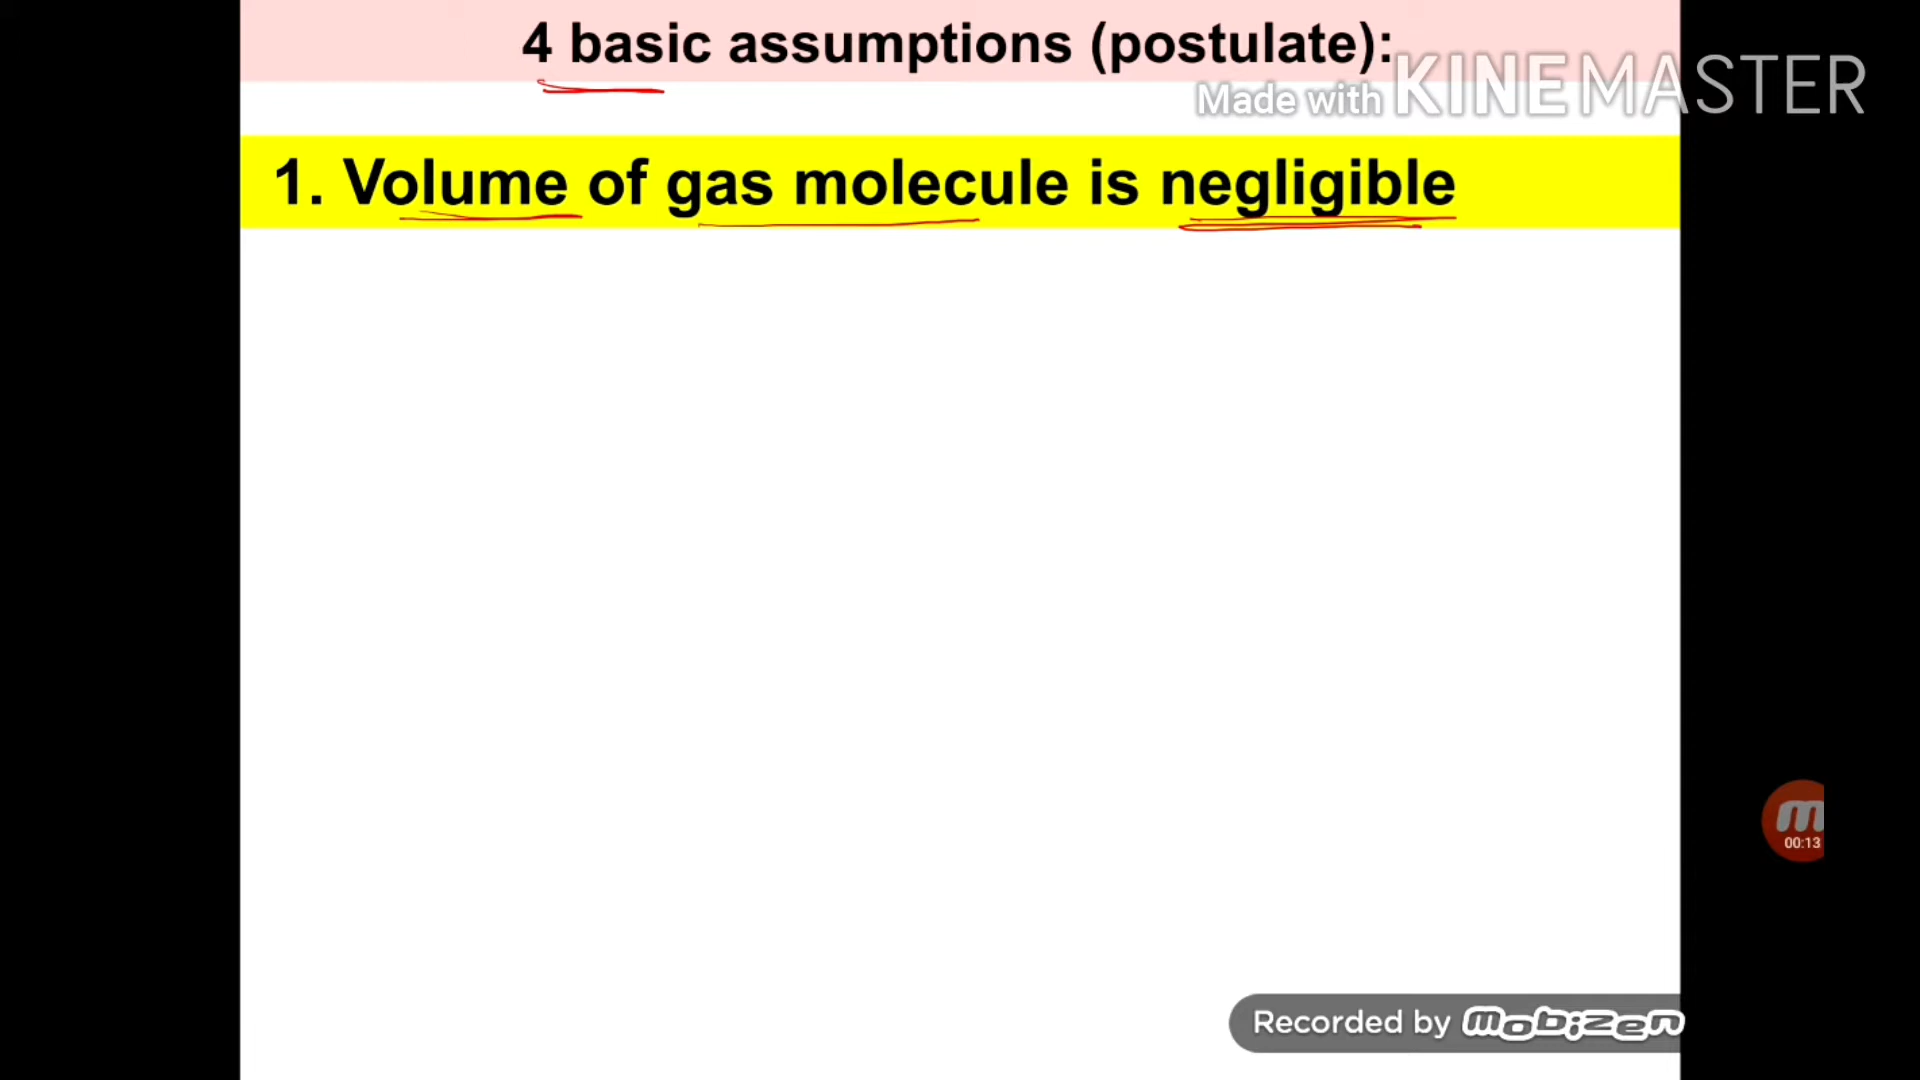 4 basic assumptions (postulate):
Made with KINEMASTER
1. Volume of gas molecule is negligible
00:13
Recorded by mobizen